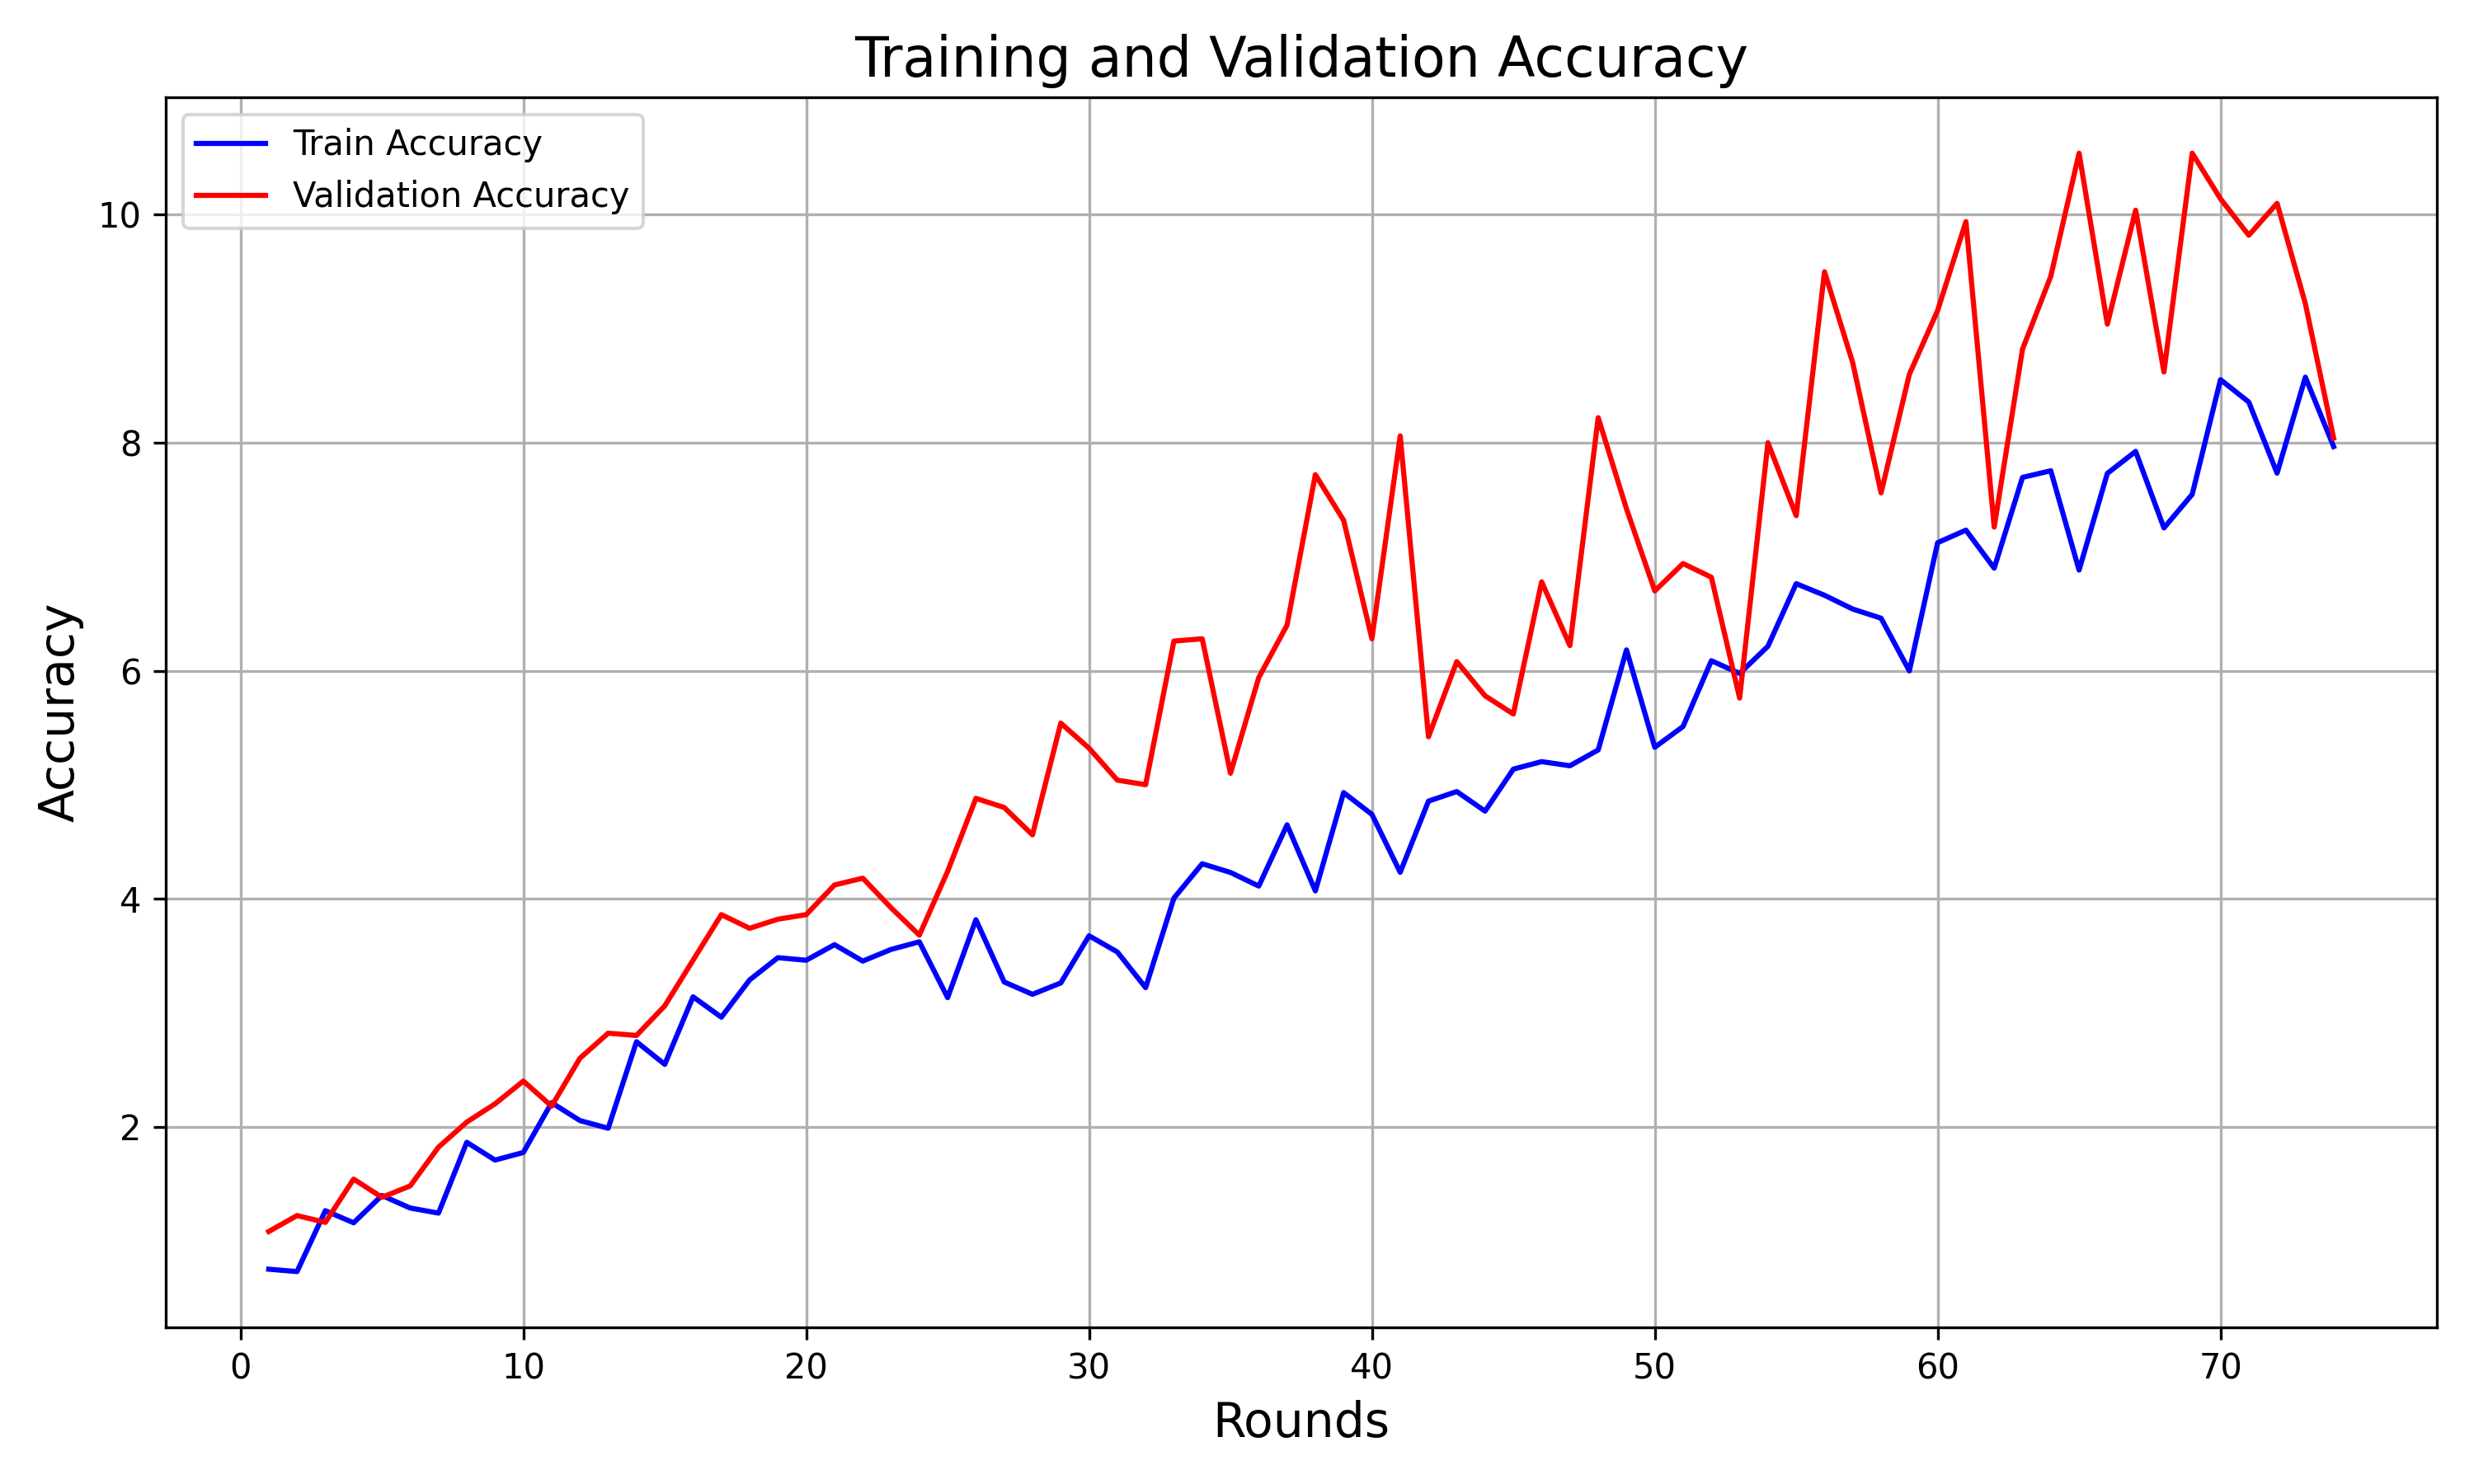 Training and Validation Accuracy
Train Accuracy
Validation Accuracy
10
8
6
4
2
Accuracy
0 10 20 30 40 50 60 70
Rounds